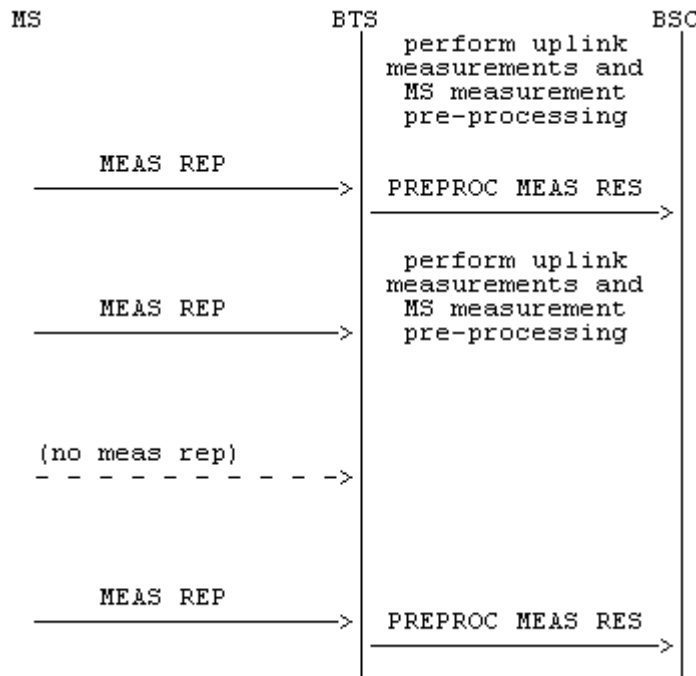 MS BTS BSC
perform uplink
measurements and
MS measurement
pre-processing
MEAS REP
PREPROC MEAS RES
perform uplink
measurements and
MS measurement
pre-processing
MEAS REP
(no meas rep)
MEAS REP
PREPROC MEAS RES